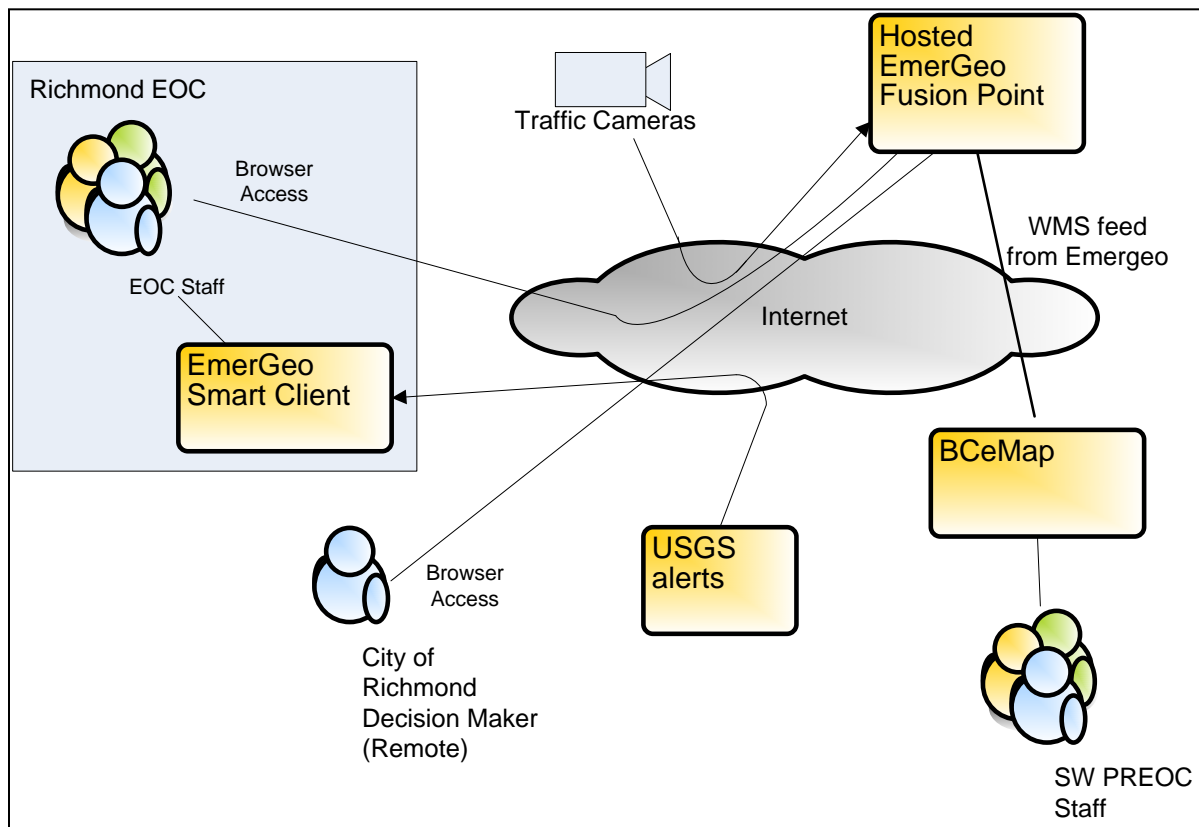 Richmond EOC
Browser
Access
EOC Staff
EmerGeo
Smart Client
Traffic Cameras
Hosted
EmerGeo
Fusion Point
WMS feed
from Emergeo
Internet
BCeMap
USGS
alerts
Browser
Access
City of
Richmond
Decision Maker
(Remote)
SW PREOC
Staff